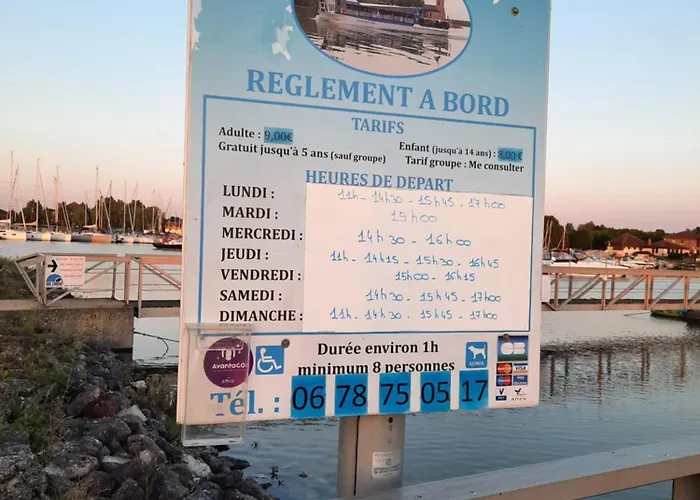 REGLEMENT A BORD
TARIFS
Adulte : 9,00€
Enfant (jusqu'à 14 ans) : 8,00€
Gratuit jusqu'à 5 ans (sauf groupe)
Tarif groupe : Me consulter
HEURES DE DEPART
LUNDI : 11h - 14h30 - 15h45 - 17h00
MARDI : 15h00
MERCREDI : 14h30 - 16h00
JEUDI : 11h - 14h15 - 15h30 - 16h45
VENDREDI : 15h00 - 16h15
SAMEDI : 14h30 - 15h45 - 17h00
DIMANCHE : 11h - 14h30 - 15h45 - 17h00
Durée environ 1h
minimum 8 personnes
Avantages
CB
VISA
Tél. : 06 78 75 05 17